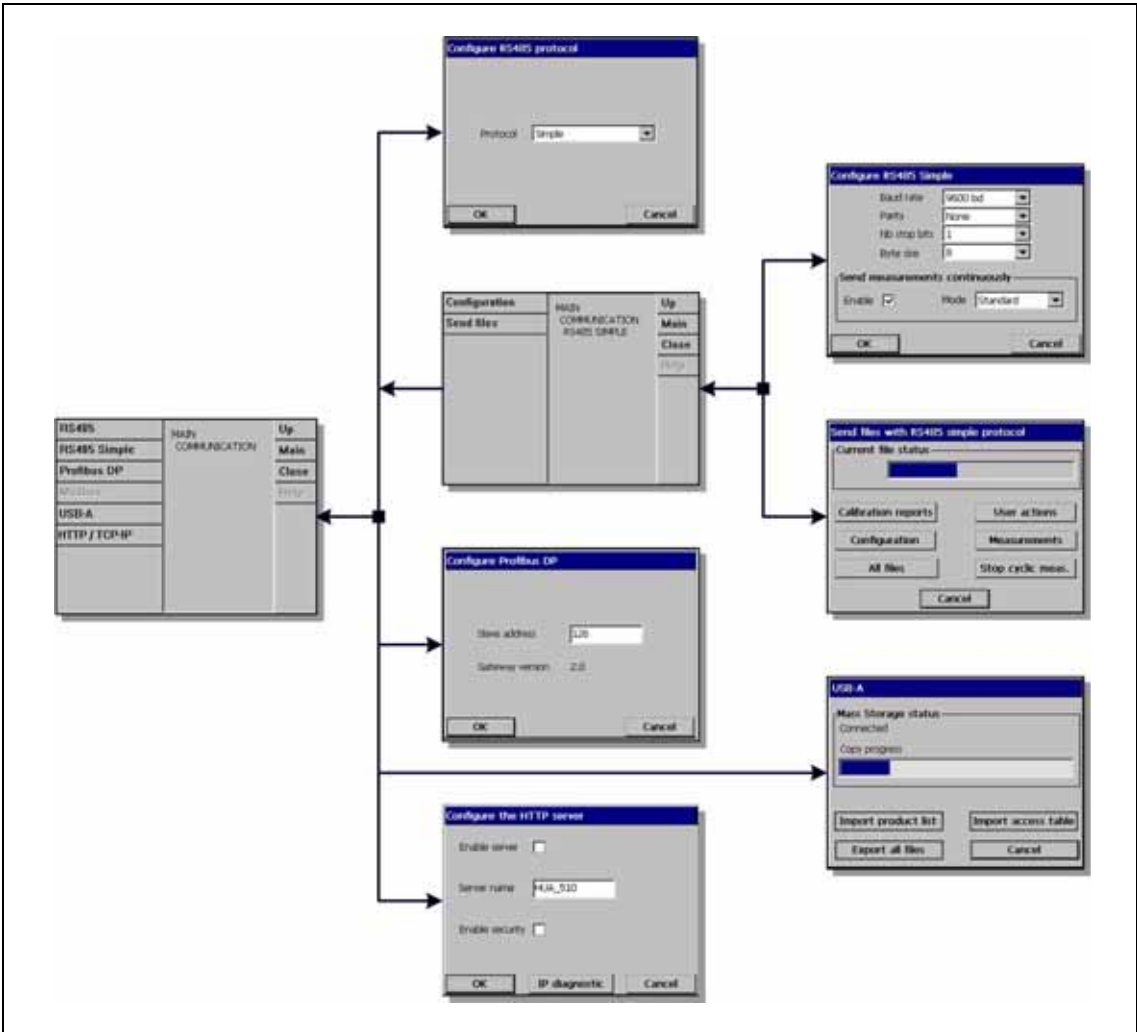 Configure RS485 protocol
Protocol Simple
OK Cancel
Configure RS485 Simple
Baud rate 9600 bd
Parity None
Nb stop bits 1
Byte size 8
Send measurements continuously
Enable Mode Standard
OK Cancel
Configuration
Send files
MAIN
COMMUNICATION
RS485 SIMPLE
Up
Main
Close
Help
RS485
RS485 Simple
Profibus DP
Modbus
USB-A
HTTP / TCP-IP
MAIN
COMMUNICATION
Up
Main
Close
Help
Send files with RS485 simple protocol
Current file status
Calibration reports User actions
Configuration Measurements
All files Stop cyclic meas.
Cancel
Configure Profibus DP
Slave address 126
Gateway version 2.0
OK Cancel
USB-A
Mass Storage status
Connected
Copy progress
Import product list Import access table
Export all files Cancel
Configure the HTTP server
Enable server
Server name HUA_510
Enable security
OK IP diagnostic Cancel